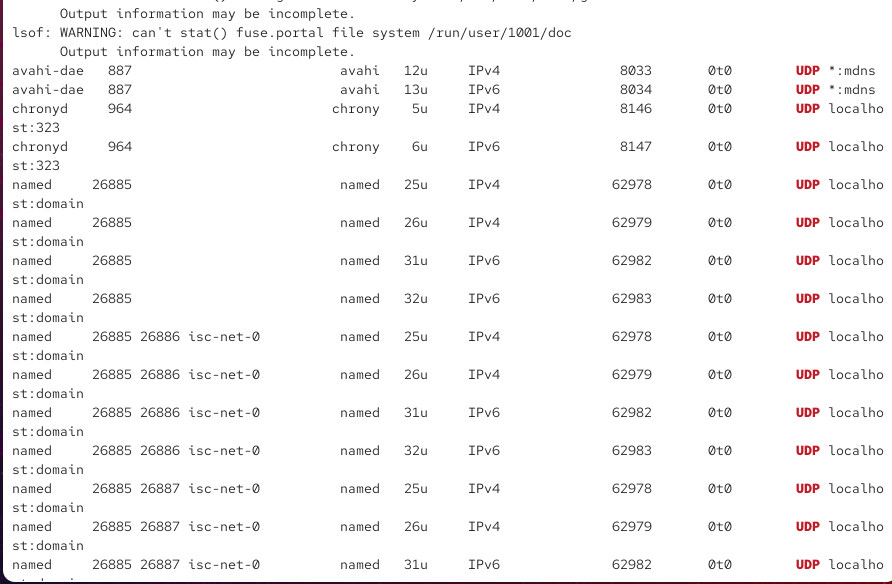 Output information may be incomplete.
lsof: WARNING: can't stat() fuse.portal file system /run/user/1001/doc
Output information may be incomplete.
avahi-dae 887 avahi 12u IPv4 8033 0t0 UDP *:mdns
avahi-dae 887 avahi 13u IPv6 8034 0t0 UDP *:mdns
chronyd 964 chrony 5u IPv4 8146 0t0 UDP localho
st:323
chronyd 964 chrony 6u IPv6 8147 0t0 UDP localho
st:323
named 26885 named 25u IPv4 62978 0t0 UDP localho
st:domain
named 26885 named 26u IPv4 62979 0t0 UDP localho
st:domain
named 26885 named 31u IPv6 62982 0t0 UDP localho
st:domain
named 26885 named 32u IPv6 62983 0t0 UDP localho
st:domain
named 26885 26886 isc-net-0 named 25u IPv4 62978 0t0 UDP localho
st:domain
named 26885 26886 isc-net-0 named 26u IPv4 62979 0t0 UDP localho
st:domain
named 26885 26886 isc-net-0 named 31u IPv6 62982 0t0 UDP localho
st:domain
named 26885 26886 isc-net-0 named 32u IPv6 62983 0t0 UDP localho
st:domain
named 26885 26887 isc-net-0 named 25u IPv4 62978 0t0 UDP localho
st:domain
named 26885 26887 isc-net-0 named 26u IPv4 62979 0t0 UDP localho
st:domain
named 26885 26887 isc-net-0 named 31u IPv6 62982 0t0 UDP localho